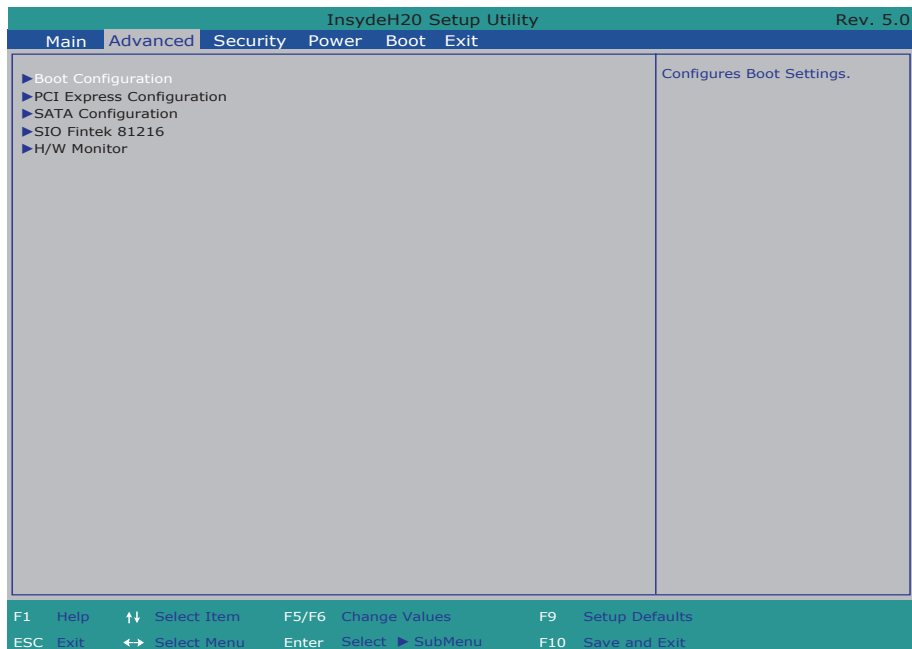 InsydeH20 Setup Utility Rev. 5.0
Main Advanced Security Power Boot Exit
►Boot Configuration
►PCI Express Configuration
►SATA Configuration
►SIO Fintek 81216
►H/W Monitor
Configures Boot Settings.
F1 Help ↑↓ Select Item F5/F6 Change Values F9 Setup Defaults
ESC Exit ↔ Select Menu Enter Select ► SubMenu F10 Save and Exit